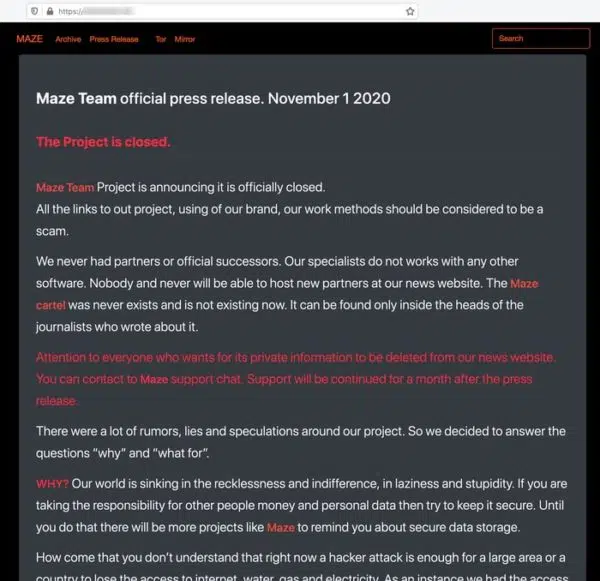 https://
MAZE Archive Press Release Tor Mirror Search
Maze Team official press release. November 1 2020
The Project is closed.
Maze Team Project is announcing it is officially closed.
All the links to out project, using of our brand, our work methods should be considered to be a
scam.
We never had partners or official successors. Our specialists do not works with any other
software. Nobody and never will be able to host new partners at our news website. The Maze
cartel was never exists and is not existing now. It can be found only inside the heads of the
journalists who wrote about it.
Attention to everyone who wants for its private information to be deleted from our news website.
You can contact to Maze support chat. Support will be continued for a month after the press
release.
There were a lot of rumors, lies and speculations around our project. So we decided to answer the
questions “why” and “what for”.
WHY? Our world is sinking in the recklessness and indifference, in laziness and stupidity. If you are
taking the responsibility for other people money and personal data then try to keep it secure. Until
you do that there will be more projects like Maze to remind you about secure data storage.
How come that you don’t understand that right now a hacker attack is enough for a large area or a
country to lose the access to internet, water, gas and electricity. As an instance we had the access